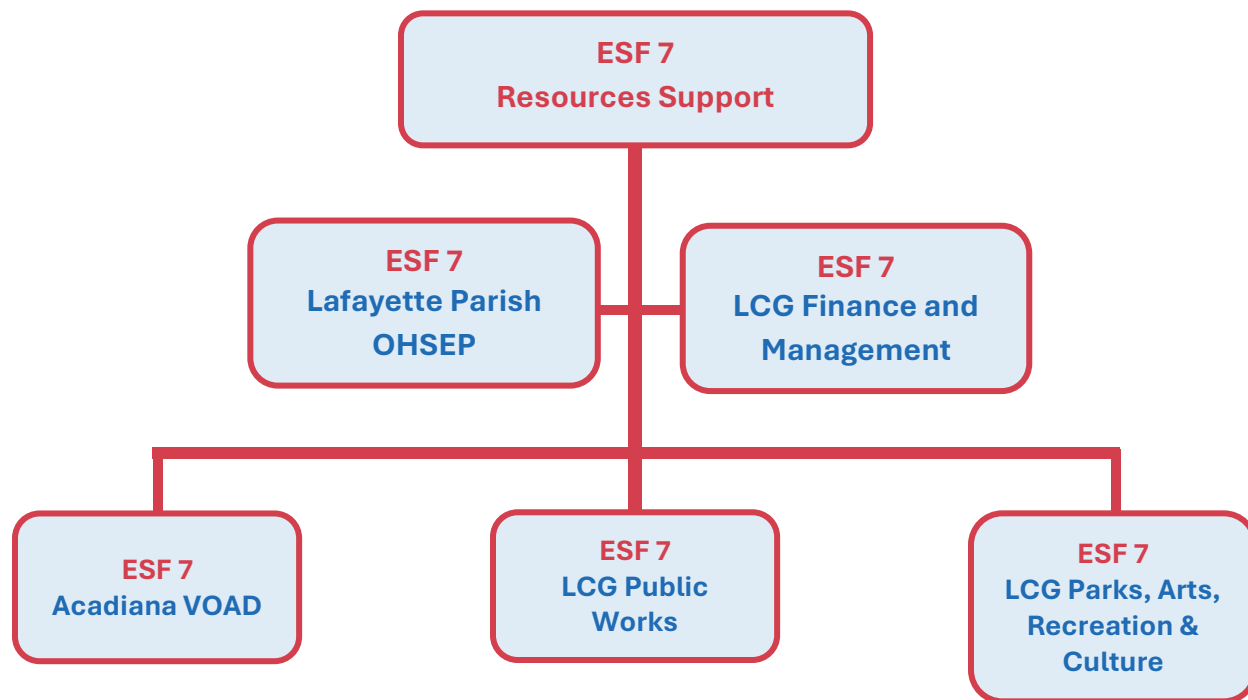 ESF 7
Resources Support
ESF 7
Lafayette Parish
OHSEP
ESF 7
LCG Finance and
Management
ESF 7
Acadiana VOAD
ESF 7
LCG Public
Works
ESF 7
LCG Parks, Arts,
Recreation &
Culture